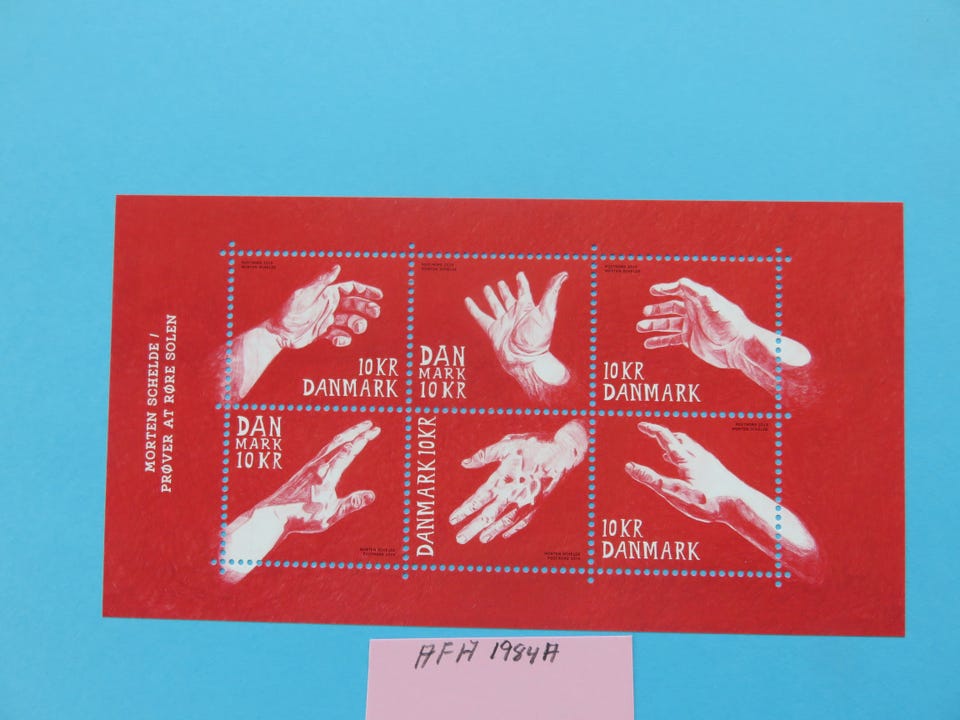 MORTEN SCHELDE /
PRØVER AT RØRE SOLEN
10 KR
DANMARK
DAN
MARK
10 KR
10 KR
DANMARK
DAN
MARK
10 KR
DANMARK 10 KR
10 KR
DANMARK
AFA 1984A